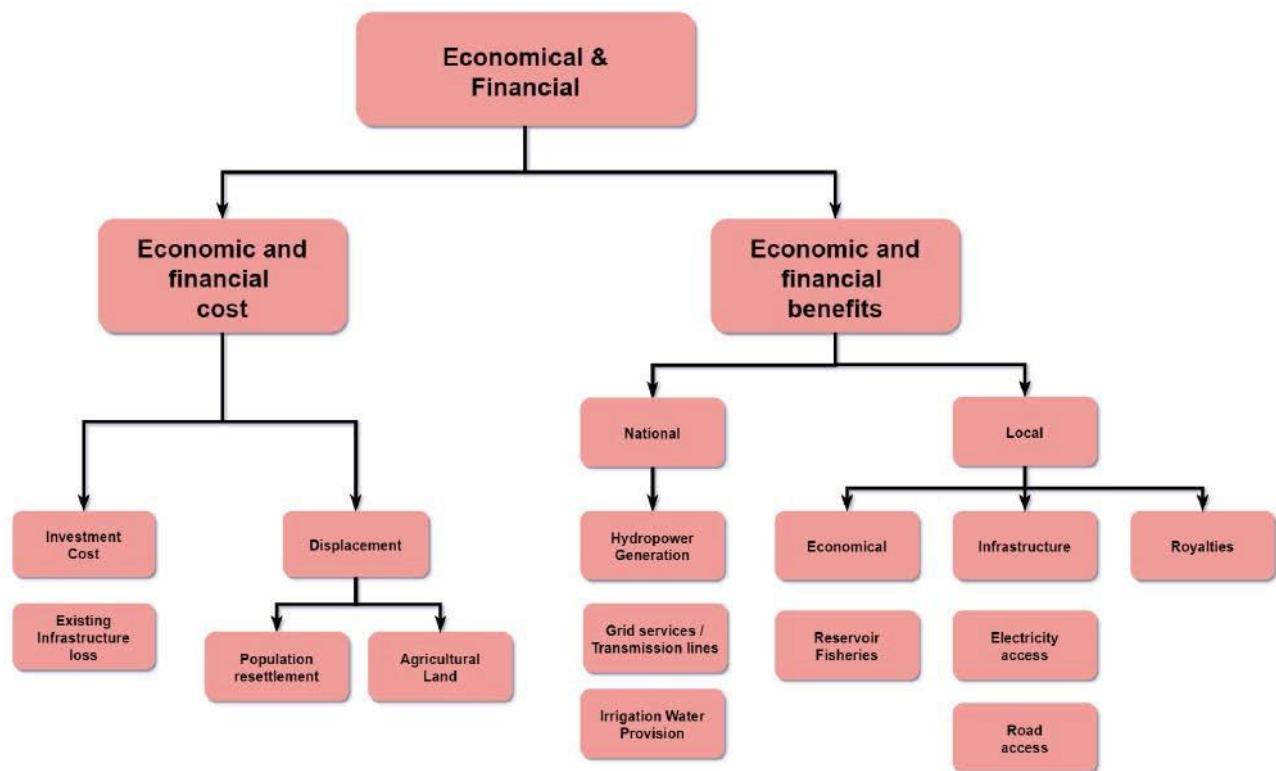 Economical &
Financial
Economic and
financial
cost
Economic and
financial
benefits
National
Local
Investment
Cost
Displacement
Hydropower
Generation
Economical
Infrastructure
Royalties
Existing
Infrastructure
loss
Population
resettlement
Agricultural
Land
Grid services /
Transmission lines
Reservoir
Fisheries
Electricity
access
Irrigation Water
Provision
Road
access